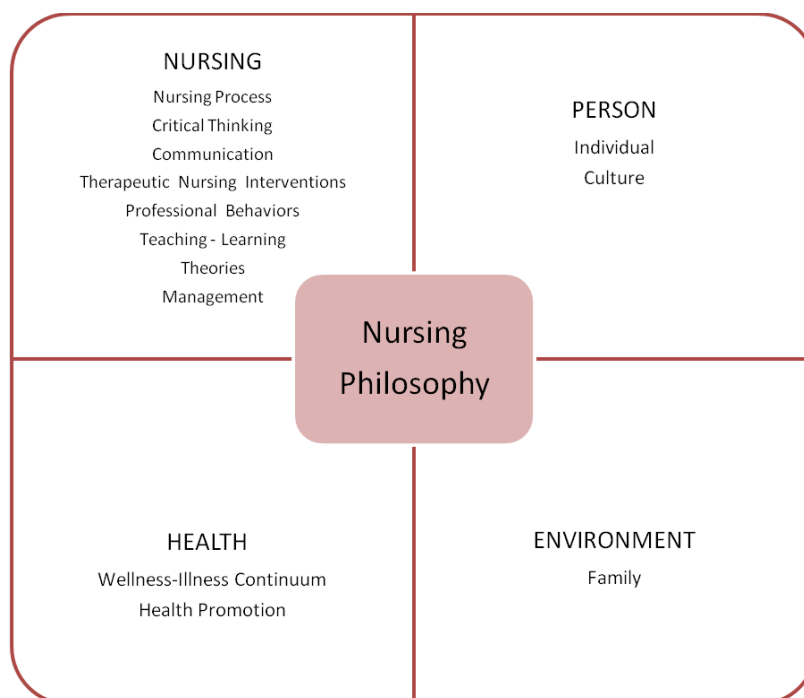 NURSING
Nursing Process
Critical Thinking
Communication
Therapeutic Nursing Interventions
Professional Behaviors
Teaching - Learning
Theories
Management
PERSON
Individual
Culture
Nursing
Philosophy
HEALTH
Wellness-Illness Continuum
Health Promotion
ENVIRONMENT
Family